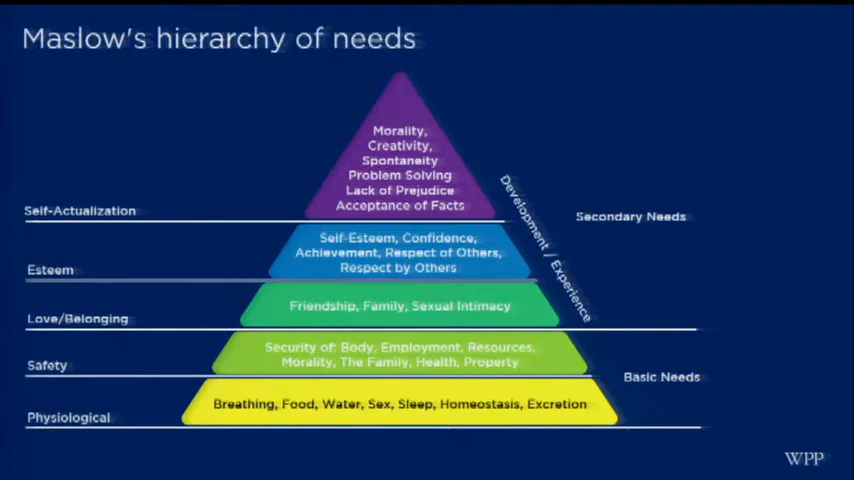 Maslow's hierarchy of needs
Morality,
Creativity,
Spontaneity
Problem Solving
Lack of Prejudice
Acceptance of Facts
Self-Actualization
Development / Experience
Secondary Needs
Self-Esteem, Confidence,
Achievement, Respect of Others,
Respect by Others
Esteem
Friendship, Family, Sexual Intimacy
Love/Belonging
Security of: Body, Employment, Resources,
Morality, The Family, Health, Property
Safety
Basic Needs
Breathing, Food, Water, Sex, Sleep, Homeostasis, Excretion
Physiological
WPP